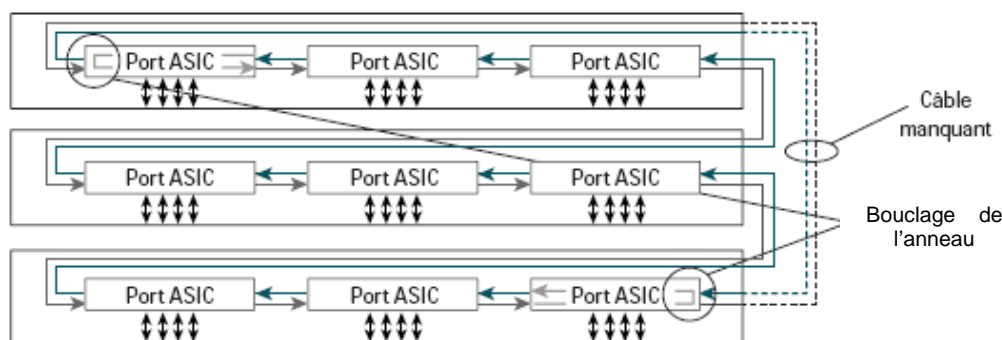 Port ASIC Port ASIC Port ASIC
Câble
manquant
Port ASIC Port ASIC Port ASIC
Bouclage de
l'anneau
Port ASIC Port ASIC Port ASIC